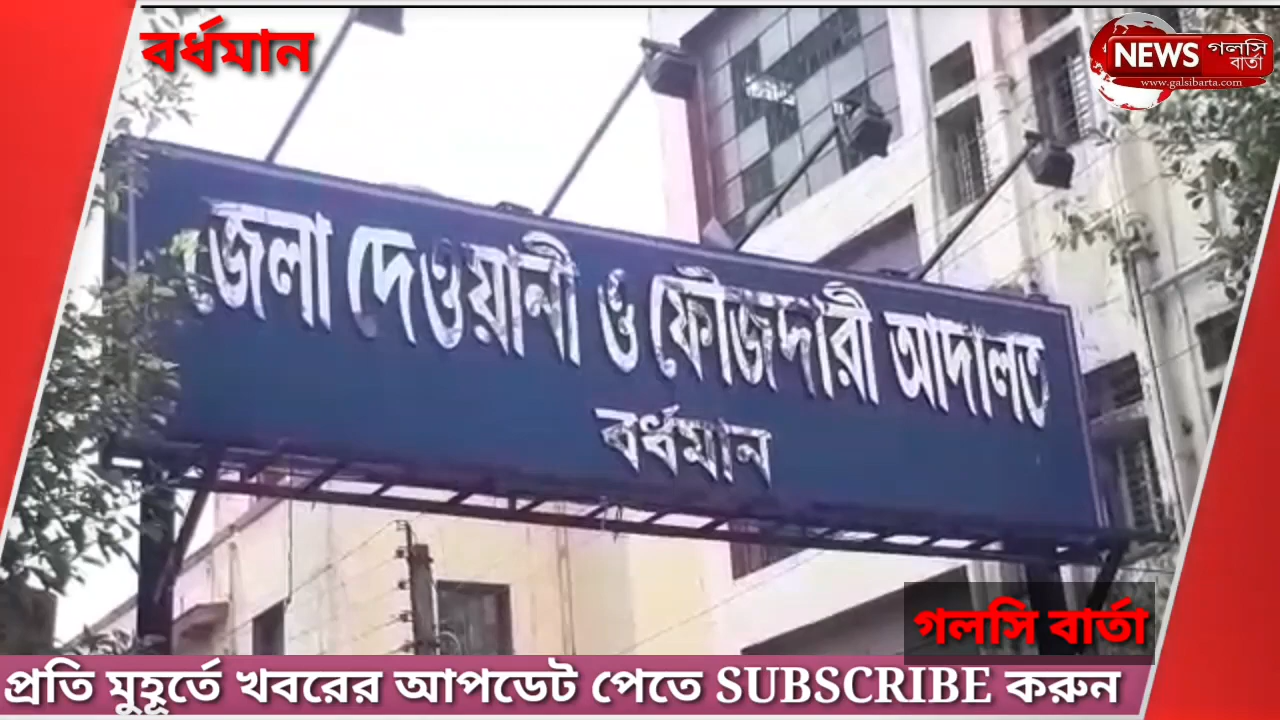 বর্ধমান
NEWS গলসি
বার্তা
www.galsibarta.com
জেলা দেওয়ানী ও ফৌজদারী আদালত
বর্ধমান
গলসি বার্তা
প্রতি মুহূর্তে খবরের আপডেট পেতে SUBSCRIBE করুন